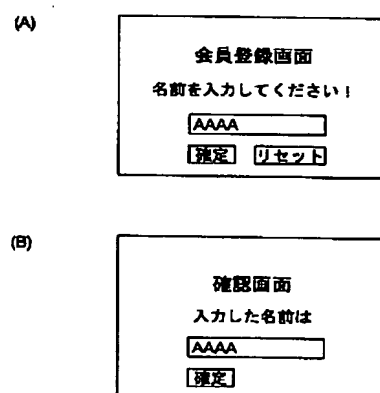 (A)
会員登録画面
名前を入力してください！
AAAA
確定 リセット
(B)
確認画面
入力した名前は
AAAA
確定